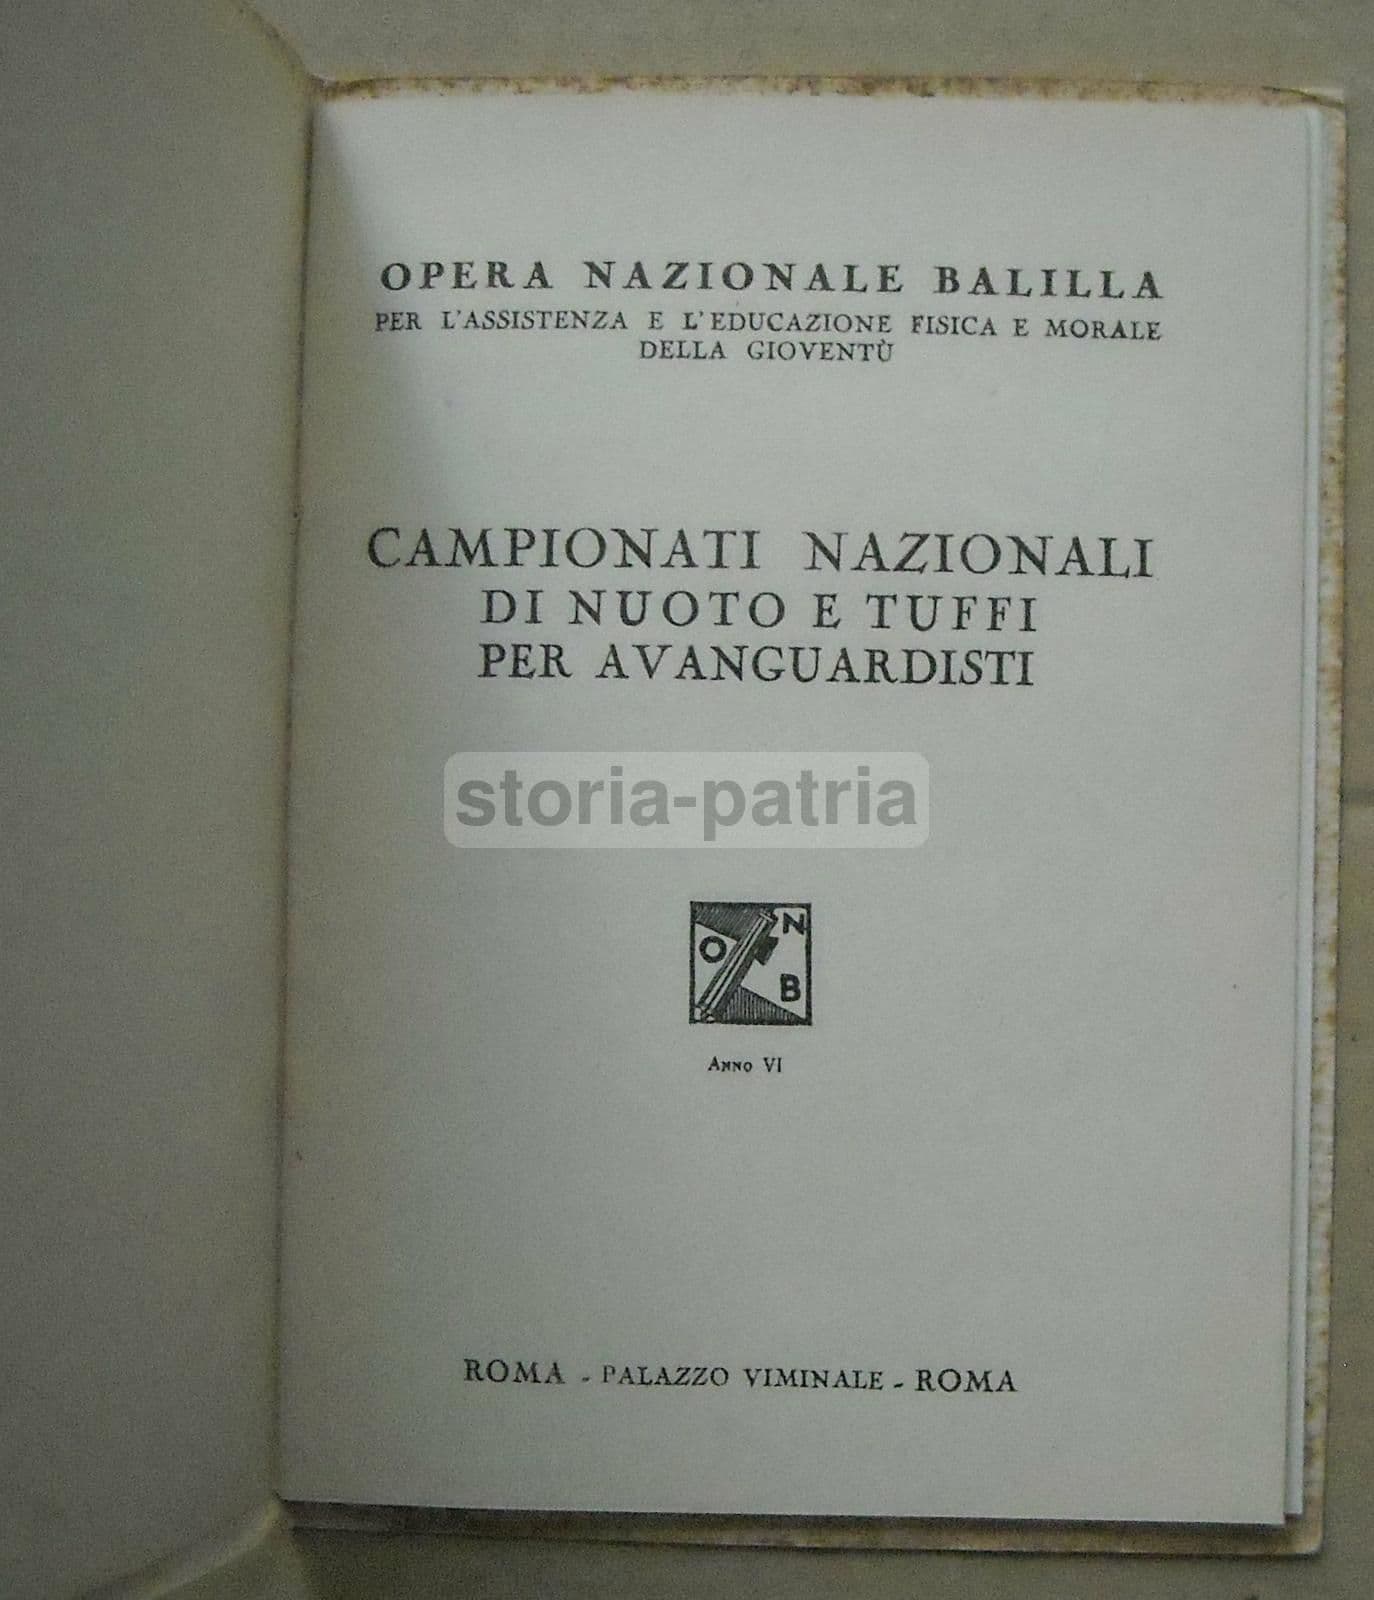 OPERA NAZIONALE BALILLA
PER L'ASSISTENZA E L'EDUCAZIONE FISICA E MORALE
DELLA GIOVENTÙ
CAMPIONATI NAZIONALI
DI NUOTO E TUFFI
PER AVANGUARDISTI
storia-patria
O N
B
ANNO VI
ROMA - PALAZZO VIMINALE - ROMA